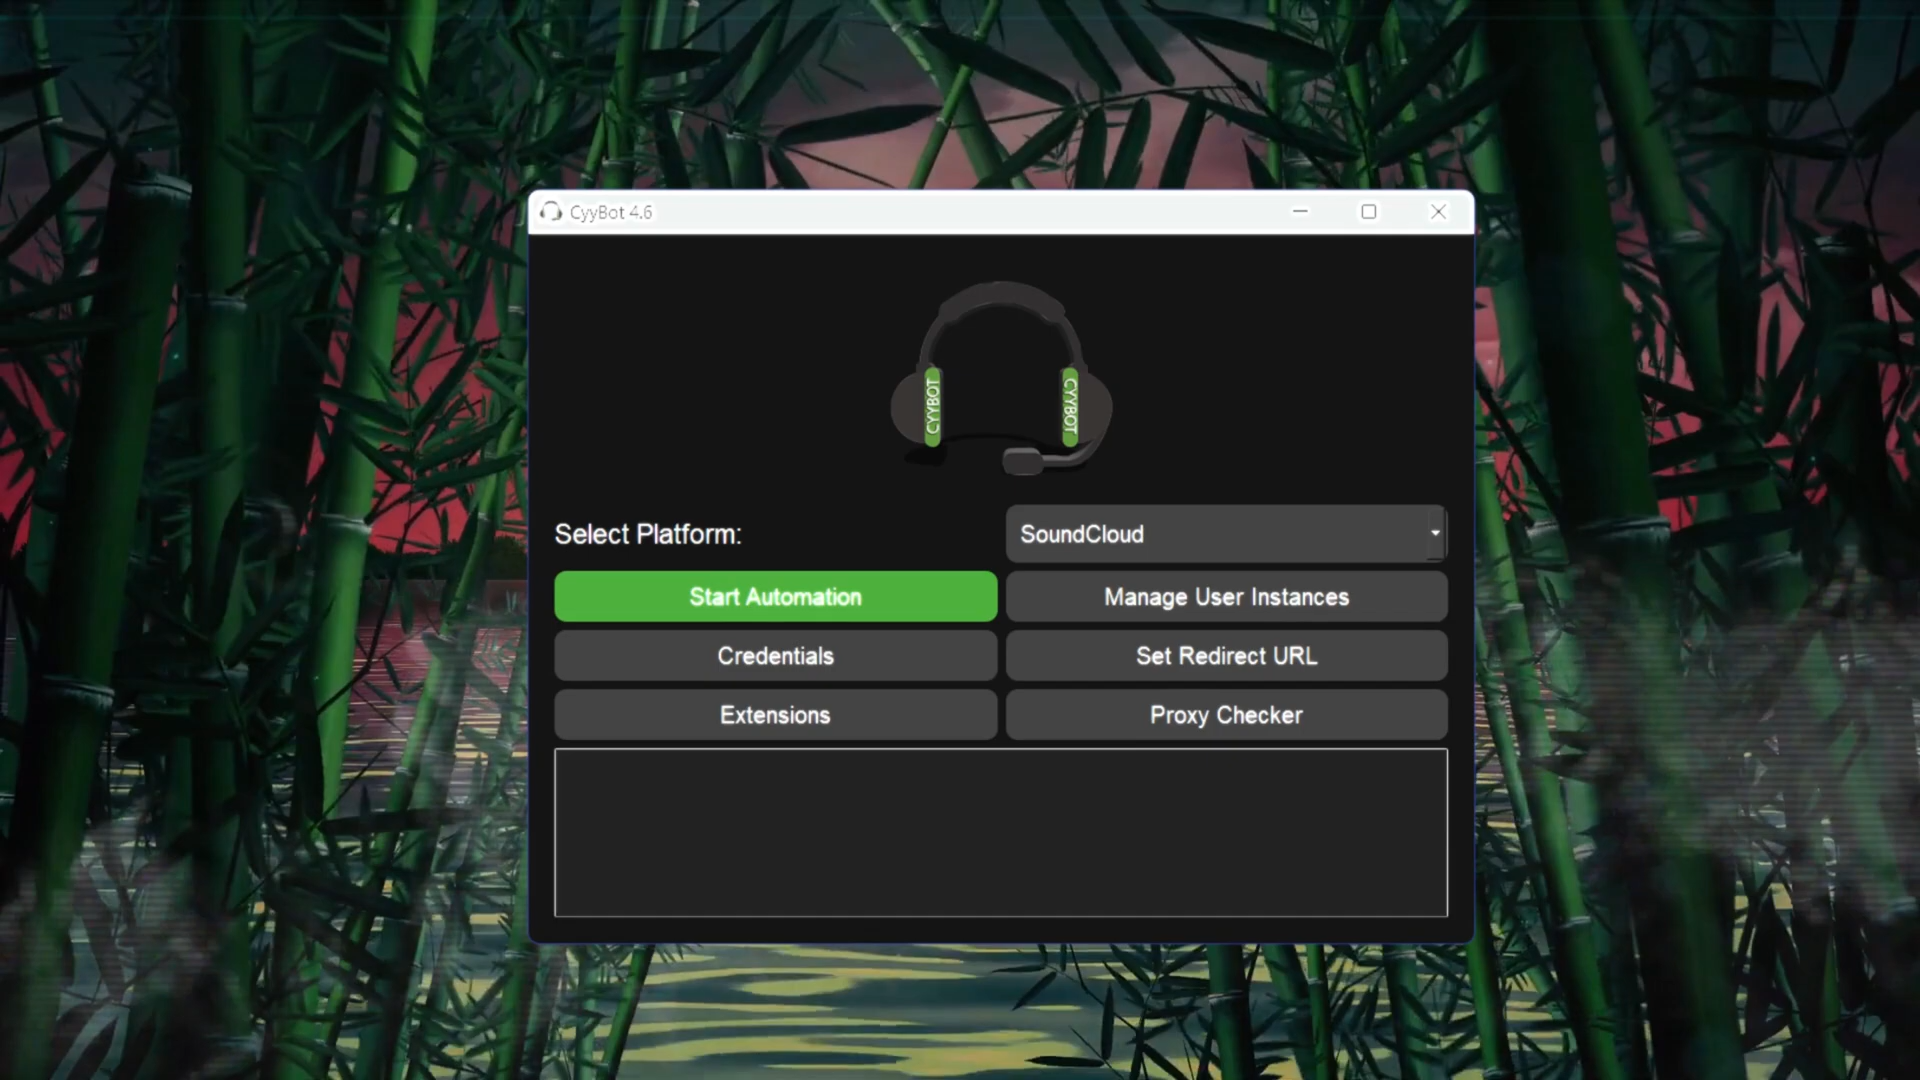 CyyBot 4.6
CYYBOT
CYYBOT
Select Platform:
SoundCloud
Start Automation
Manage User Instances
Credentials
Set Redirect URL
Extensions
Proxy Checker